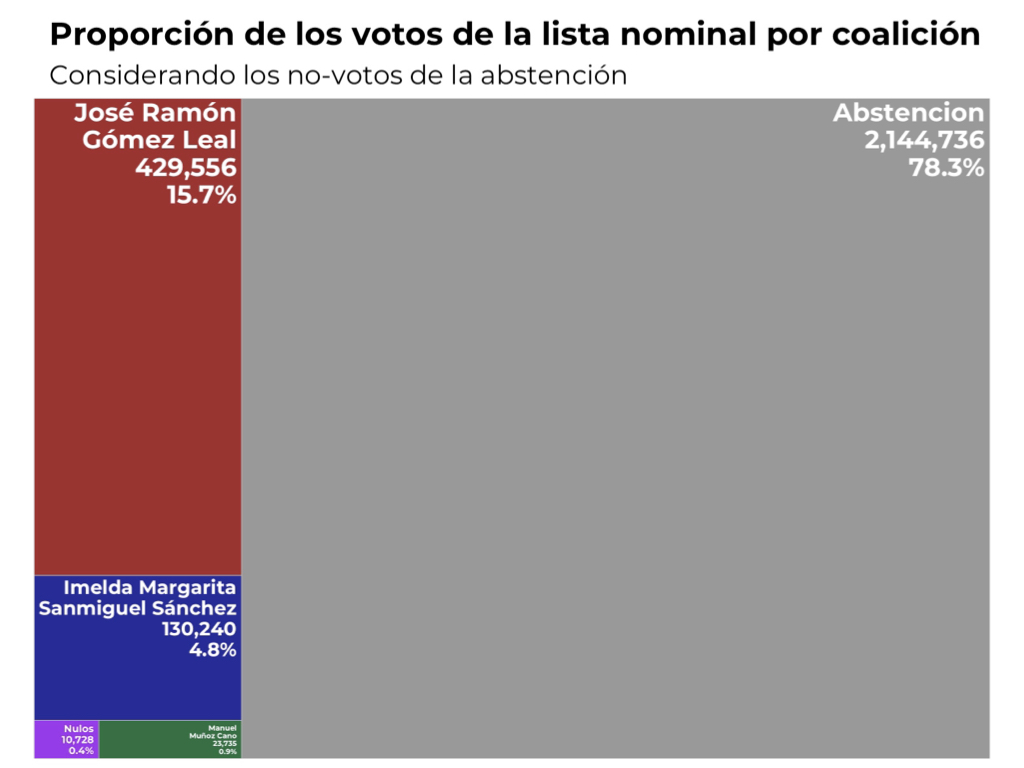 Proporción de los votos de la lista nominal por coalición
Considerando los no-votos de la abstención
José Ramón
Gómez Leal
429,556
15.7%
Abstencion
2,144,736
78.3%
Imelda Margarita
Sanmiguel Sánchez
130,240
4.8%
Nulos
10,728
0.4%
Manuel
Muñoz Cano
23,735
0.9%